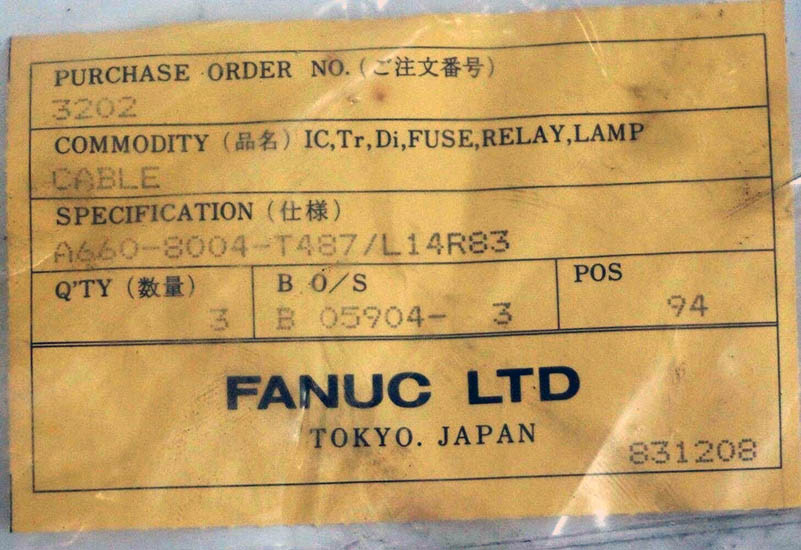 PURCHASE ORDER NO. (ご注文番号)
3202
COMMODITY (品名) IC,Tr,Di,FUSE,RELAY,LAMP
CABLE
SPECIFICATION (仕様)
A660-8004-T487/L14R83
Q'TY (数量) B O/S POS
3 B 05904- 3 94
FANUC LTD
TOKYO. JAPAN
831208